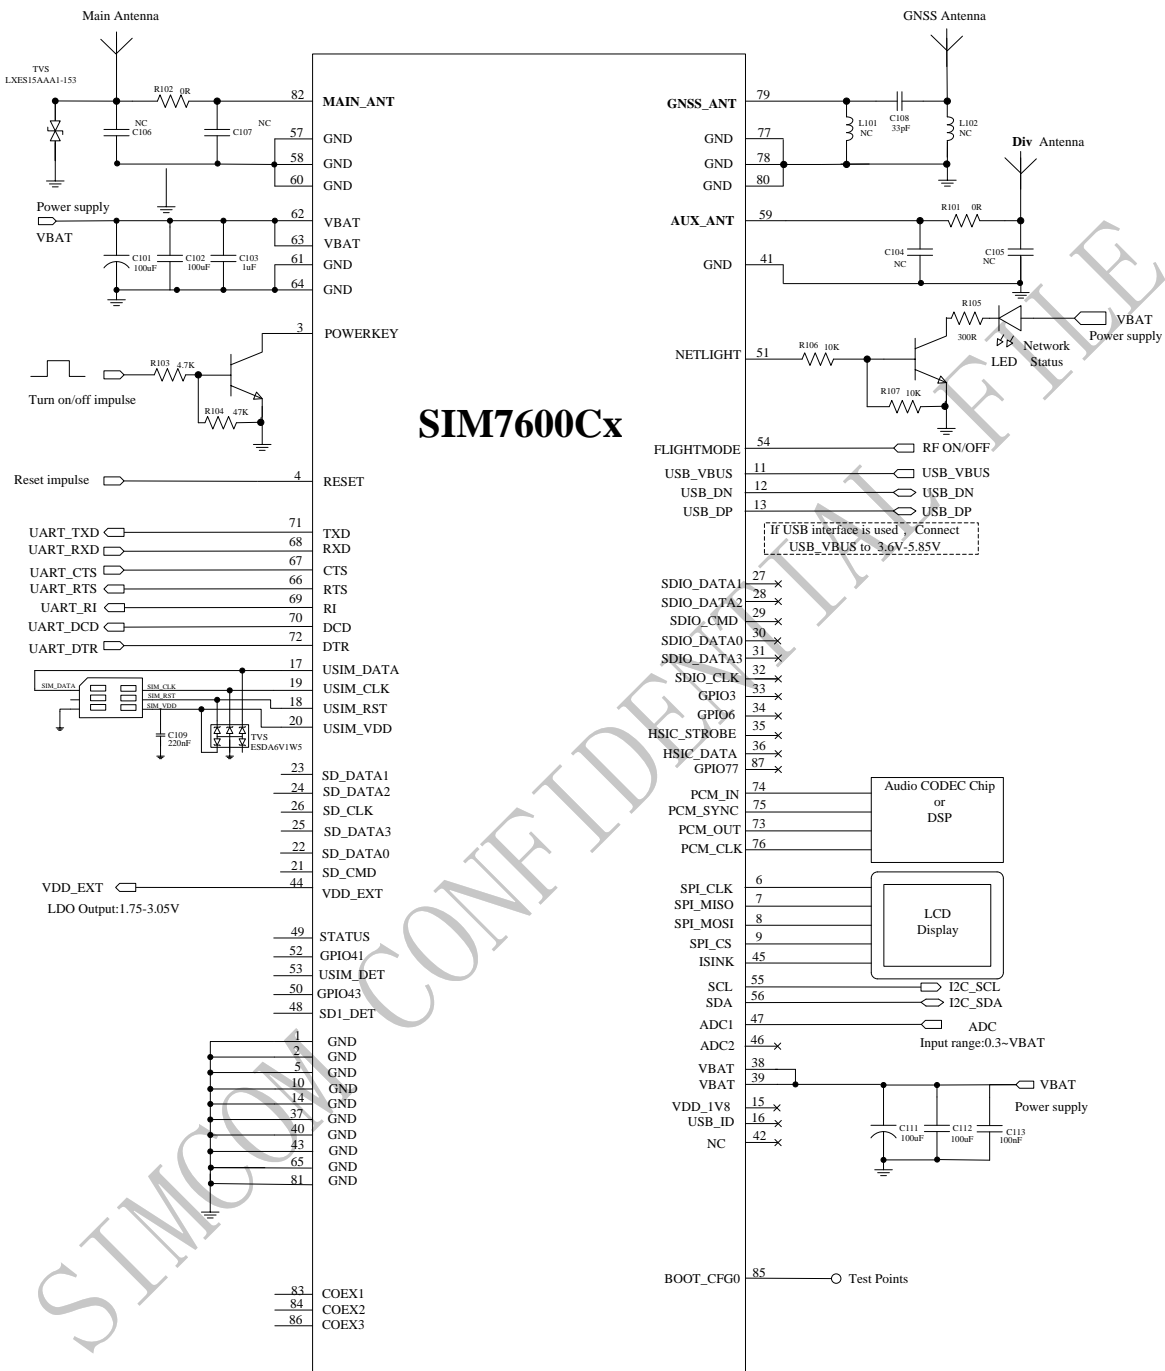 Main Antenna
GNSS Antenna
TVS
LXES15AAA1-153
R102 0R
82 MAIN_ANT
NC
C106
NC
C107
57 GND
58 GND
60 GND
Power supply
VBAT
62 VBAT
63 VBAT
61 GND
64 GND
C101
100uF
C102
100uF
C103
1uF
3 POWERKEY
R103 4.7K
R104 47K
Turn on/off impulse
SIM7600Cx
Reset impulse
4 RESET
UART_TXD 71 TXD
UART_RXD 68 RXD
UART_CTS 67 CTS
UART_RTS 66 RTS
UART_RI 69 RI
UART_DCD 70 DCD
UART_DTR 72 DTR
17 USIM_DATA
19 USIM_CLK
18 USIM_RST
20 USIM_VDD
SIM_DATA
SIM_CLK
SIM_RST
SIM_VDD
C109
220nF
TVS
ESDA6V1W5
23 SD_DATA1
24 SD_DATA2
26 SD_CLK
25 SD_DATA3
22 SD_DATA0
21 SD_CMD
VDD_EXT 44 VDD_EXT
LDO Output:1.75-3.05V
49 STATUS
52 GPIO41
53 USIM_DET
50 GPIO43
48 SD1_DET
1 GND
2 GND
5 GND
10 GND
14 GND
37 GND
40 GND
43 GND
65 GND
81 GND
83 COEX1
84 COEX2
86 COEX3
GNSS_ANT 79
L101
NC
C108
33pF
L102
NC
GND 77
GND 78
GND 80
Div Antenna
AUX_ANT 59
R101 0R
C104
NC
C105
NC
GND 41
R105
300R
VBAT
Power supply
LED
Network
Status
NETLIGHT 51
R106 10K
R107 10K
FLIGHTMODE 54 RF ON/OFF
USB_VBUS 11 USB_VBUS
USB_DN 12 USB_DN
USB_DP 13 USB_DP
If USB interface is used , Connect
USB_VBUS to 3.6V-5.85V
SDIO_DATA1 27
SDIO_DATA2 28
SDIO_CMD 29
SDIO_DATA0 30
SDIO_DATA3 31
SDIO_CLK 32
GPIO3 33
GPIO6 34
HSIC_STROBE 35
HSIC_DATA 36
GPIO77 87
PCM_IN 74
PCM_SYNC 75
PCM_OUT 73
PCM_CLK 76
Audio CODEC Chip
or
DSP
SPI_CLK 6
SPI_MISO 7
SPI_MOSI 8
SPI_CS 9
ISINK 45
LCD
Display
SCL 55 I2C_SCL
SDA 56 I2C_SDA
ADC1 47 ADC
Input range:0.3~VBAT
ADC2 46
VBAT 38
VBAT 39
VBAT
Power supply
VDD_1V8 15
USB_ID 16
NC 42
C111
100uF
C112
100uF
C113
100nF
BOOT_CFG0 85 Test Points
SIMCOM CONFIDENTIAL FILE